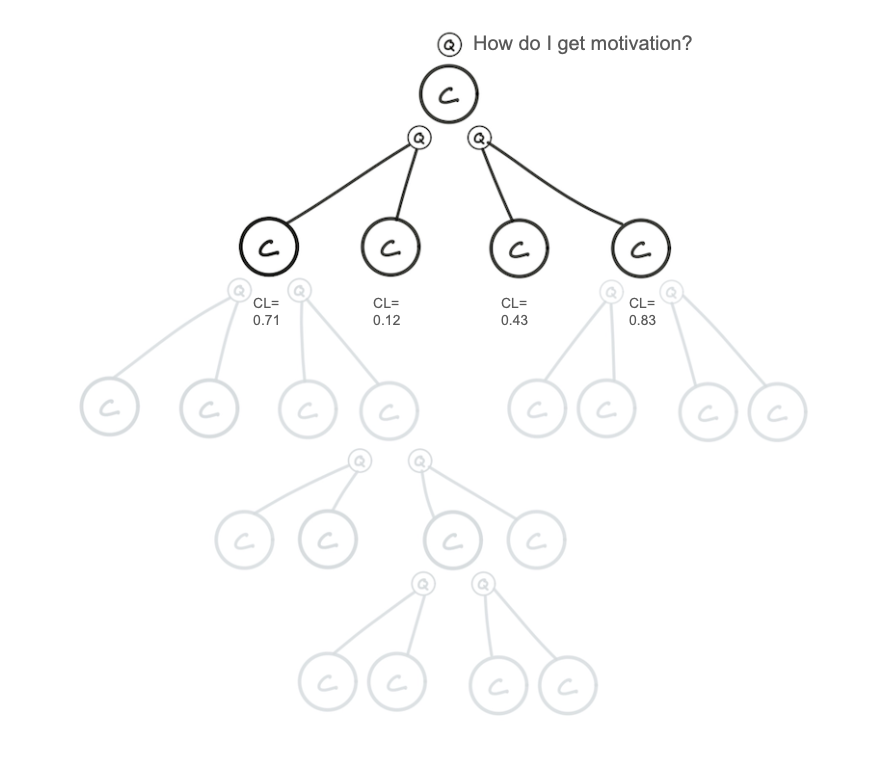 Q How do I get motivation?
C
Q Q
C C C C
Q Q Q Q
CL= CL= CL= CL=
0.71 0.12 0.43 0.83
C C C C C C C C
Q Q
C C C C
Q Q
C C C C